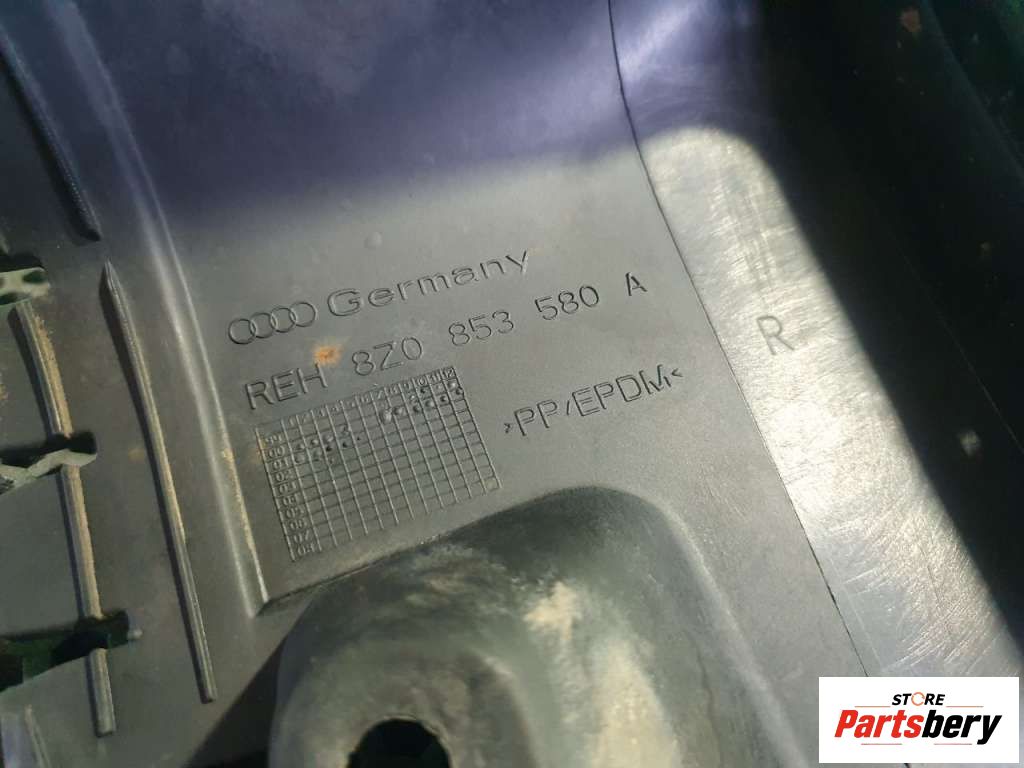 Germany
REH 8Z0 853 580 A
>PP/EPDM<
R
STORE
Partsbery